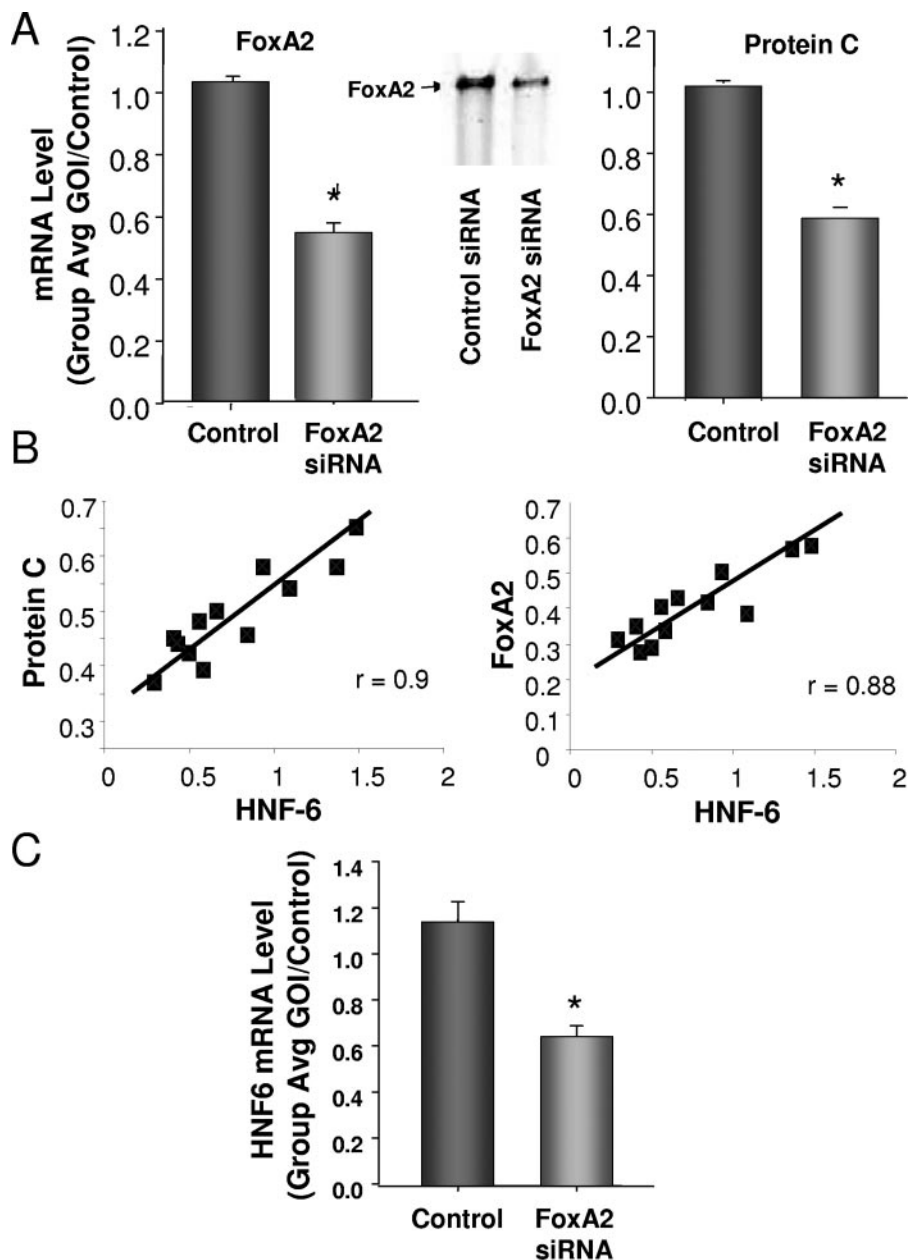 A
mRNA Level
(Group Avg GOI/Control)
1.2
1.0
0.8
0.6
0.4
0.2
0.0
FoxA2
*
Control
FoxA2
siRNA
FoxA2 →
Control siRNA
FoxA2 siRNA
1.2
1.0
0.8
0.6
0.4
0.2
0.0
Protein C
*
Control
FoxA2
siRNA
B
Protein C
0.7
0.6
0.5
0.4
0.3
r = 0.9
0
0.5
1
1.5
2
HNF-6
FoxA2
0.7
0.6
0.5
0.4
0.3
0.2
0.1
0
r = 0.88
0
0.5
1
1.5
2
HNF-6
C
HNF6 mRNA Level
(Group Avg GOI/Control)
1.4
1.2
1.0
0.8
0.6
0.4
0.2
0.0
*
Control
FoxA2
siRNA